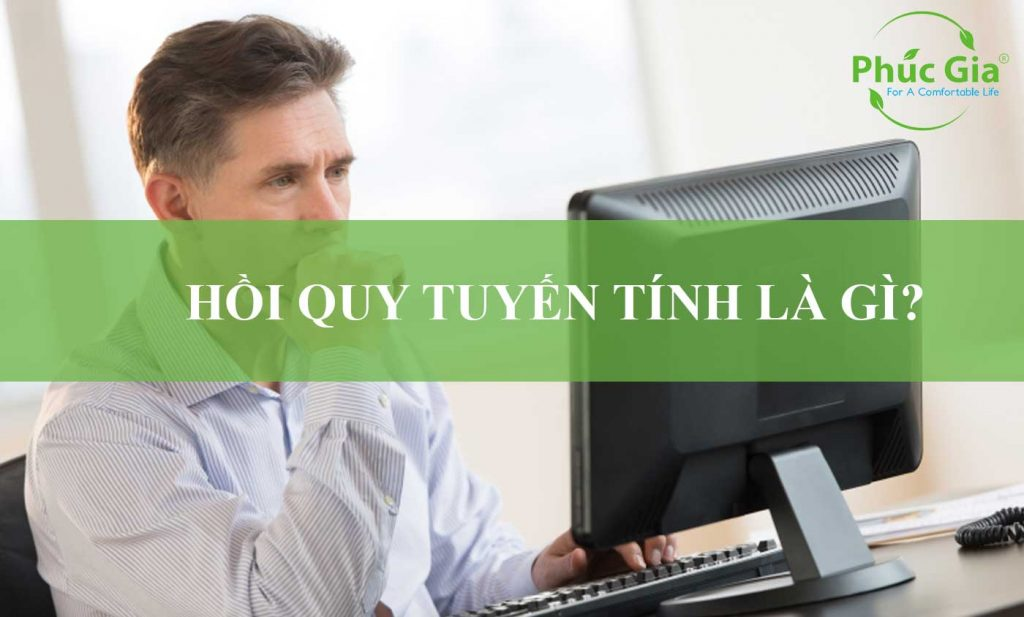 Phúc Gia®
For A Comfortable Life
HỒI QUY TUYẾN TÍNH LÀ GÌ?